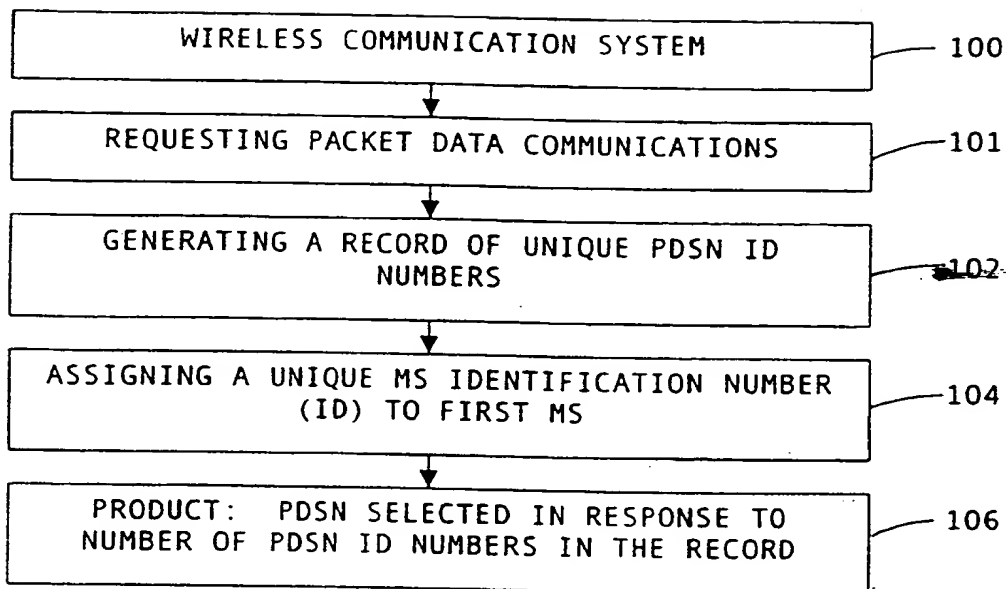 WIRELESS COMMUNICATION SYSTEM
100
REQUESTING PACKET DATA COMMUNICATIONS
101
GENERATING A RECORD OF UNIQUE PDSN ID
NUMBERS
102
ASSIGNING A UNIQUE MS IDENTIFICATION NUMBER
(ID) TO FIRST MS
104
PRODUCT: PDSN SELECTED IN RESPONSE TO
NUMBER OF PDSN ID NUMBERS IN THE RECORD
106